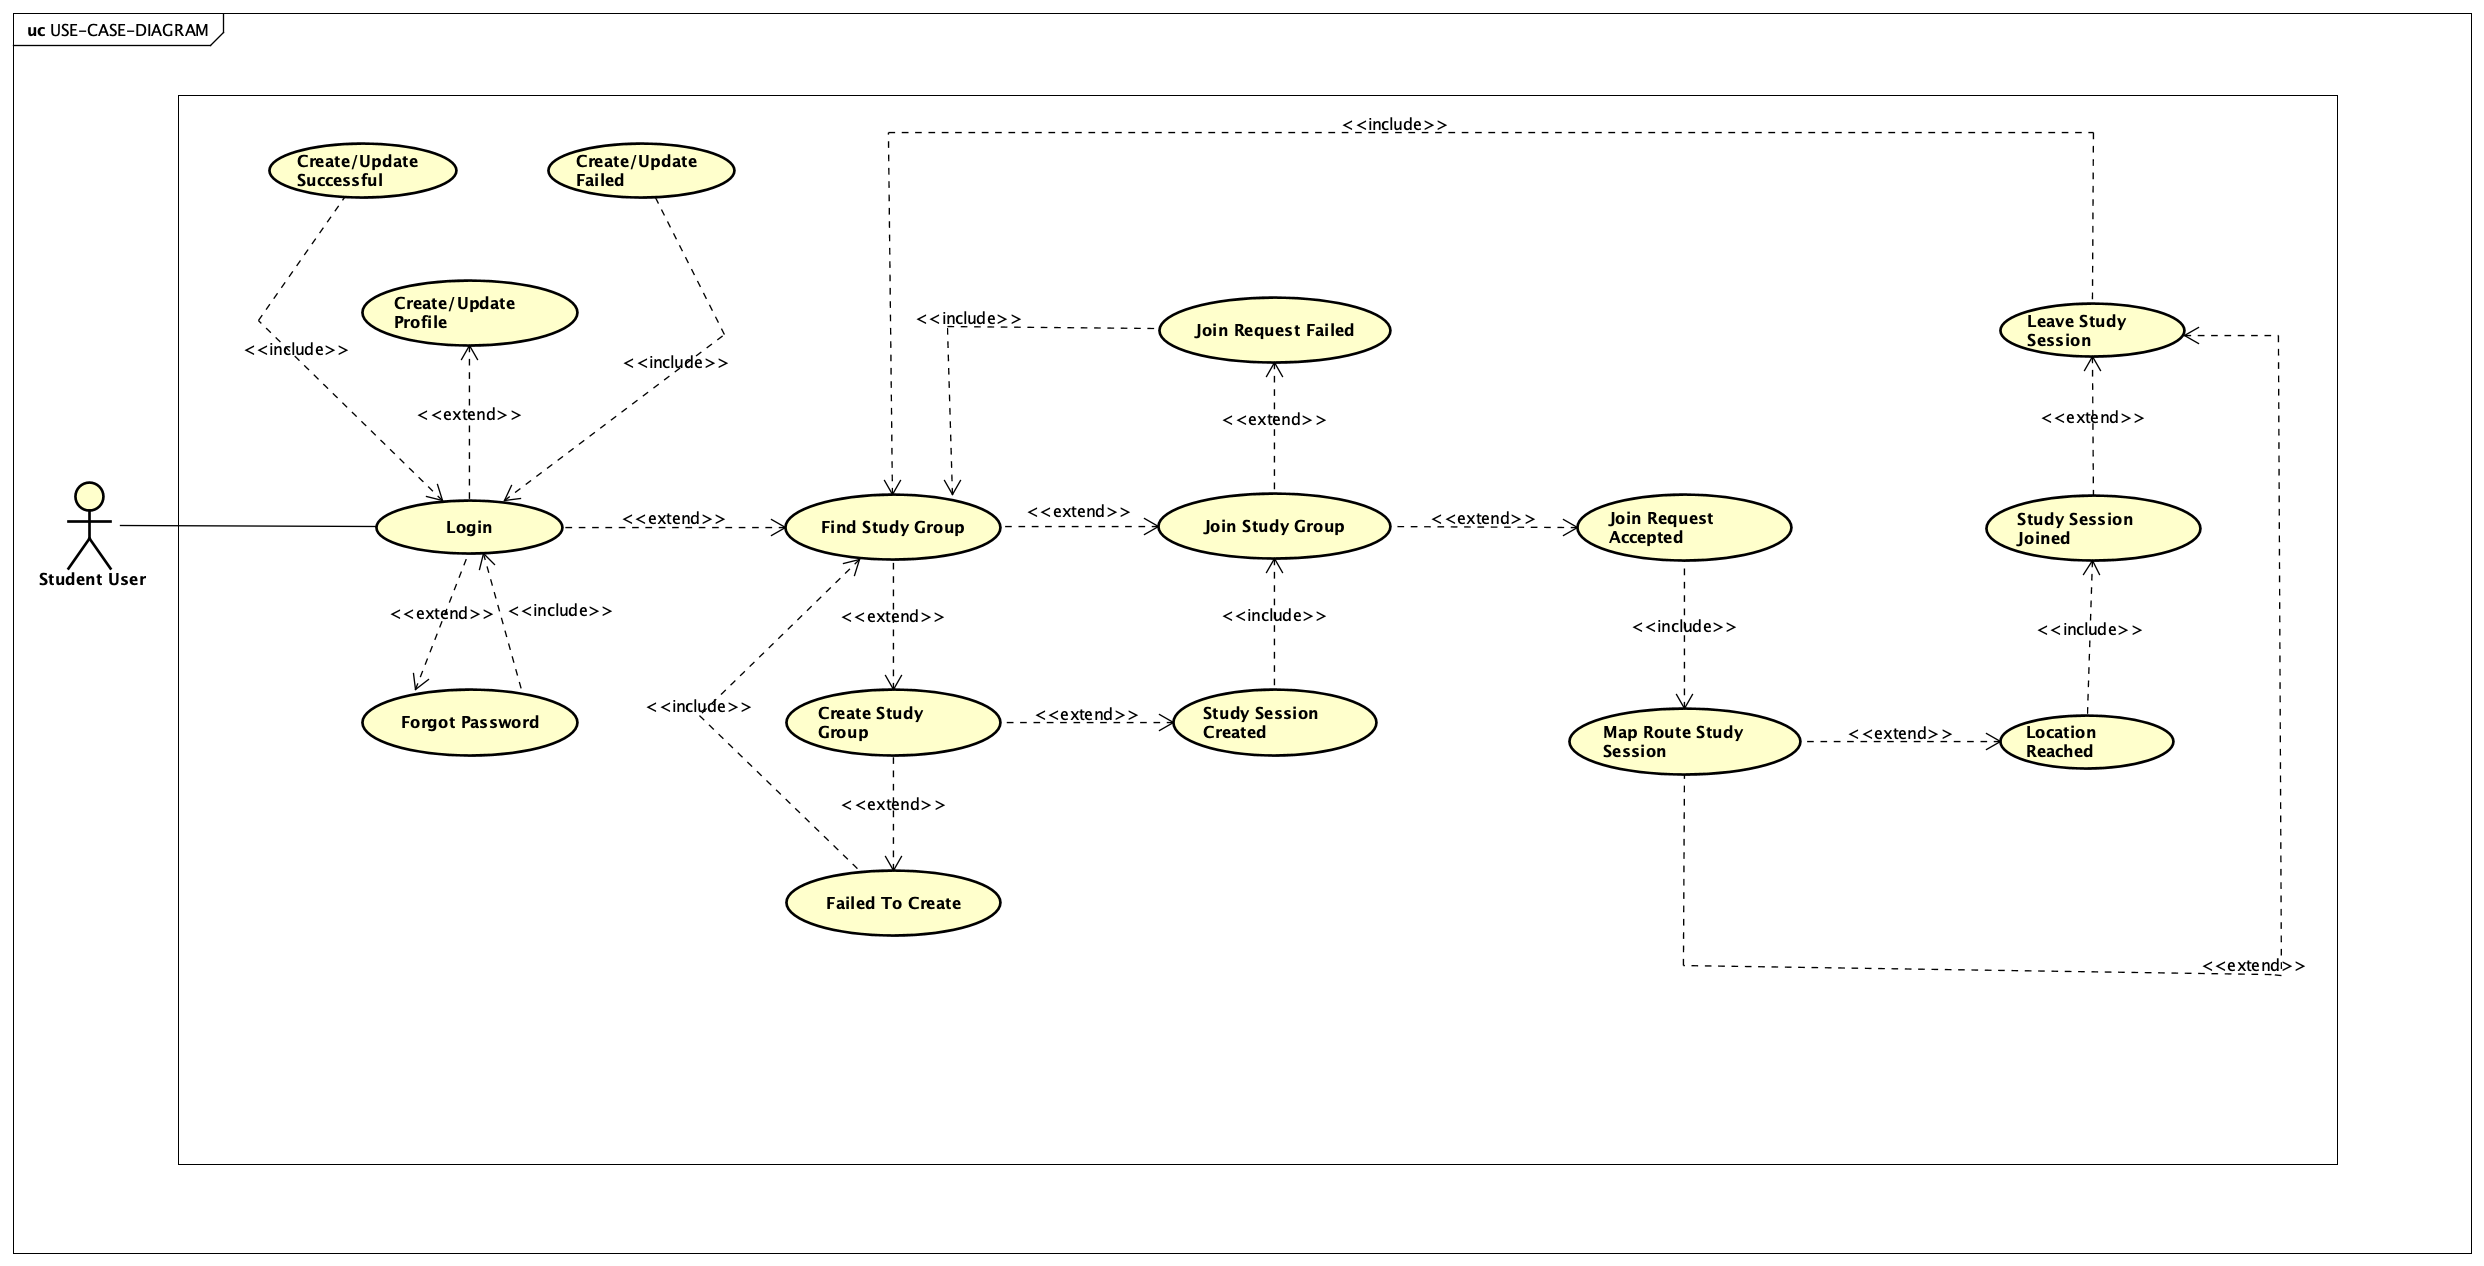 uc USE-CASE-DIAGRAM
<<include>>
Create/Update
Successful
Create/Update
Failed
Create/Update
Profile
<<include>>
Join Request Failed
Leave Study
Session
<<include>>
<<include>>
<<extend>>
<<extend>>
<<extend>>
Student User
Login
<<extend>>
Find Study Group
<<extend>>
Join Study Group
<<extend>>
Join Request
Accepted
Study Session
Joined
<<extend>>
<<include>>
<<extend>>
<<include>>
<<include>>
<<include>>
Forgot Password
<<include>>
Create Study
Group
<<extend>>
Study Session
Created
Map Route Study
Session
<<extend>>
Location
Reached
<<extend>>
Failed To Create
<<extend>>